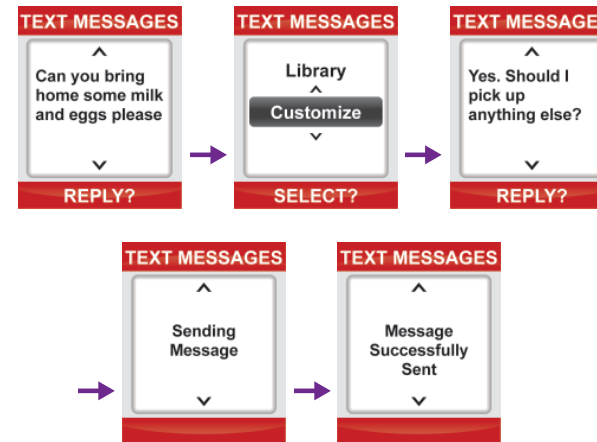 TEXT MESSAGES
Can you bring
home some milk
and eggs please
REPLY?
TEXT MESSAGES
Library
Customize
SELECT?
TEXT MESSAGE
Yes. Should I
pick up
anything else?
REPLY?
TEXT MESSAGES
Sending
Message
TEXT MESSAGES
Message
Successfully
Sent